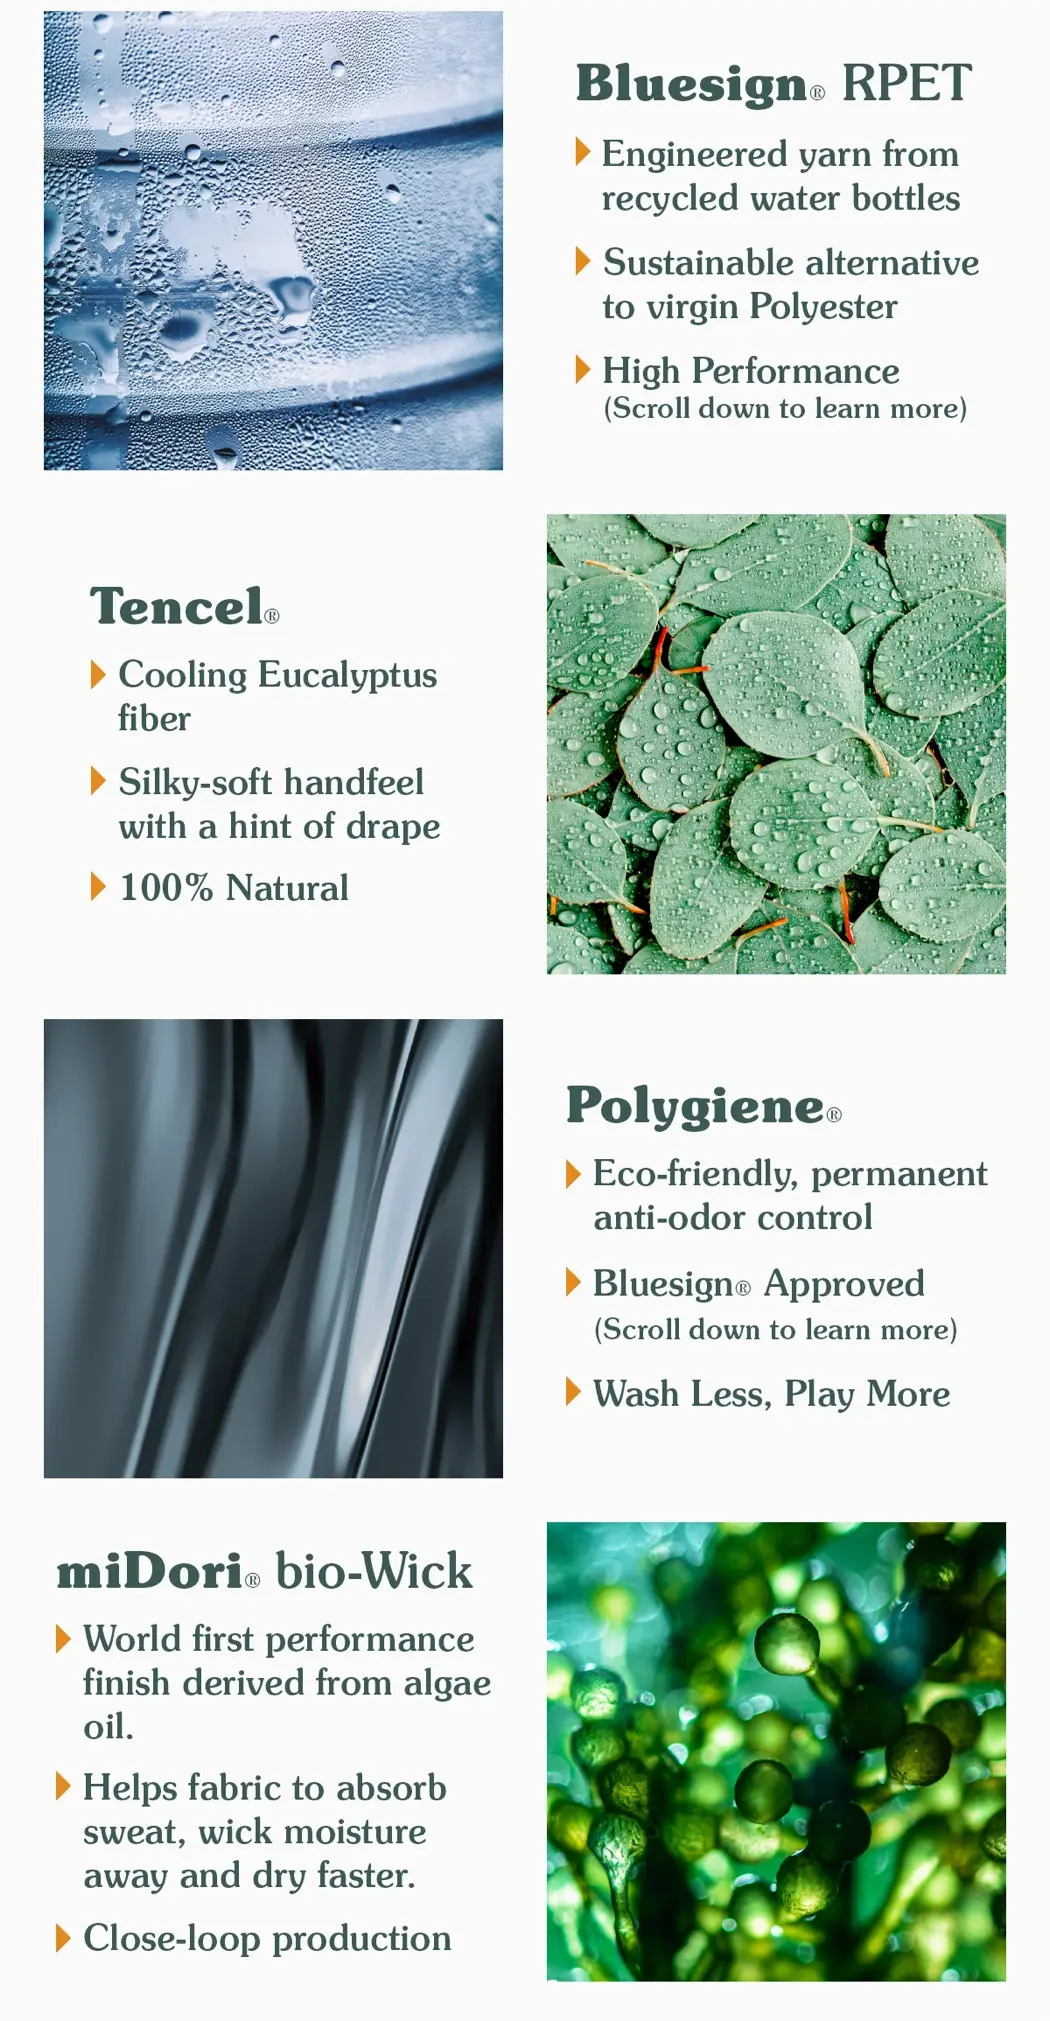 Bluesign® RPET
Engineered yarn from
recycled water bottles
Sustainable alternative
to virgin Polyester
High Performance
(Scroll down to learn more)
Tencel®
Cooling Eucalyptus
fiber
Silky-soft handfeel
with a hint of drape
100% Natural
Polygiene®
Eco-friendly, permanent
anti-odor control
Bluesign® Approved
(Scroll down to learn more)
Wash Less, Play More
miDori® bio-Wick
World first performance
finish derived from algae
oil.
Helps fabric to absorb
sweat, wick moisture
away and dry faster.
Close-loop production